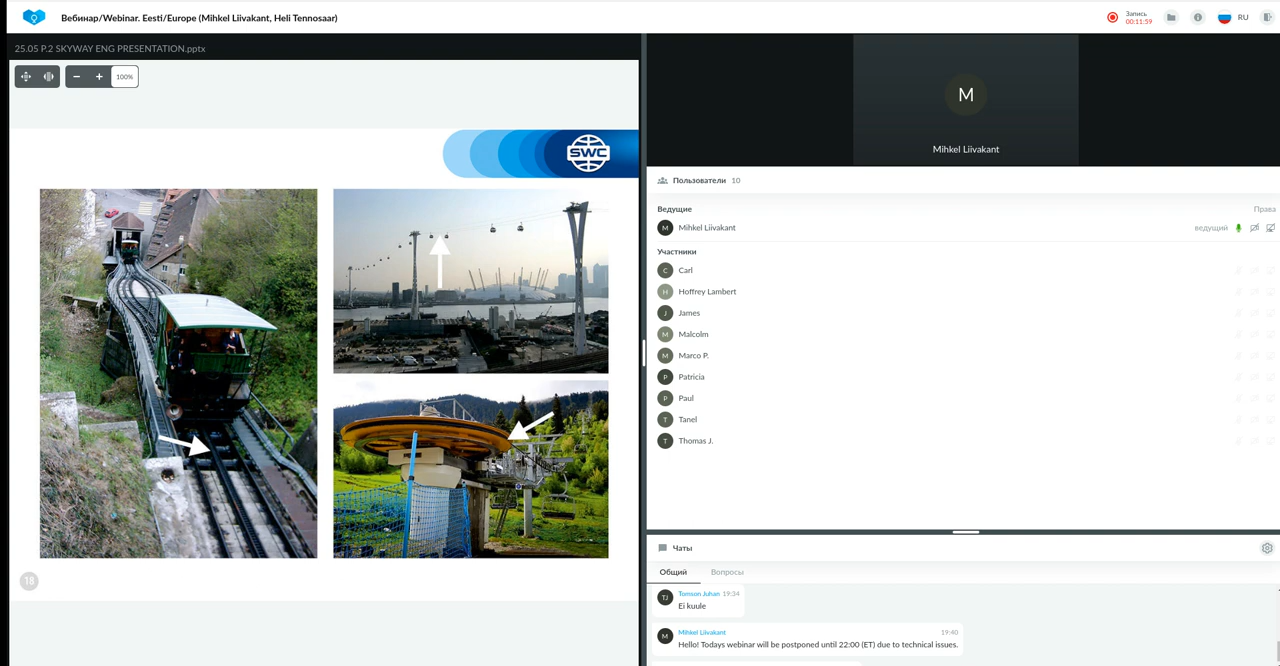 Вебинар/Webinar. Eesti/Europe (Mihkel Liivakant, Heli Tennosaar)
Запись
00:11:59
RU
25.05 P.2 SKYWAY ENG PRESENTATION.pptx
100%
SWC
18
M
Mihkel Liivakant
Пользователи 10
Ведущие Права
M Mihkel Liivakant ведущий
Участники
C Carl
H Hoffrey Lambert
J James
M Malcolm
M Marco P.
P Patricia
P Paul
T Tanel
T Thomas J.
Чаты
Общий Вопросы
TJ Tomson Juhan 19:34
Ei kuule
M Mihkel Liivakant 19:40
Hello! Todays webinar will be postponed until 22:00 (ET) due to technical issues.